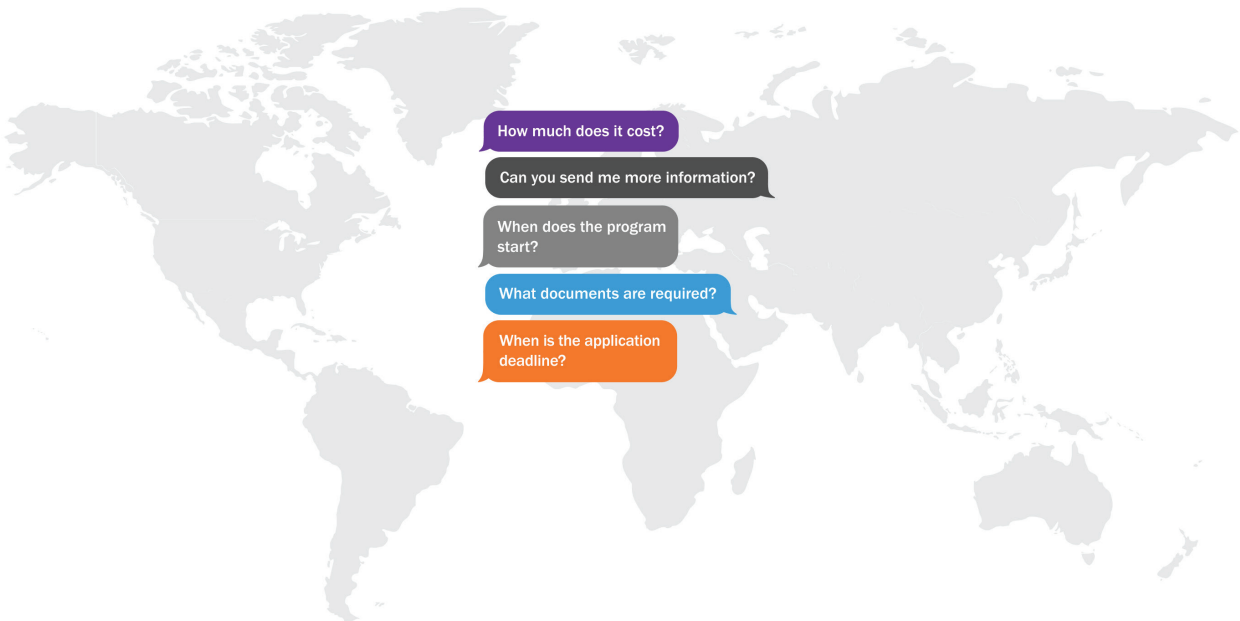 How much does it cost?
Can you send me more information?
When does the program
start?
What documents are required?
When is the application
deadline?